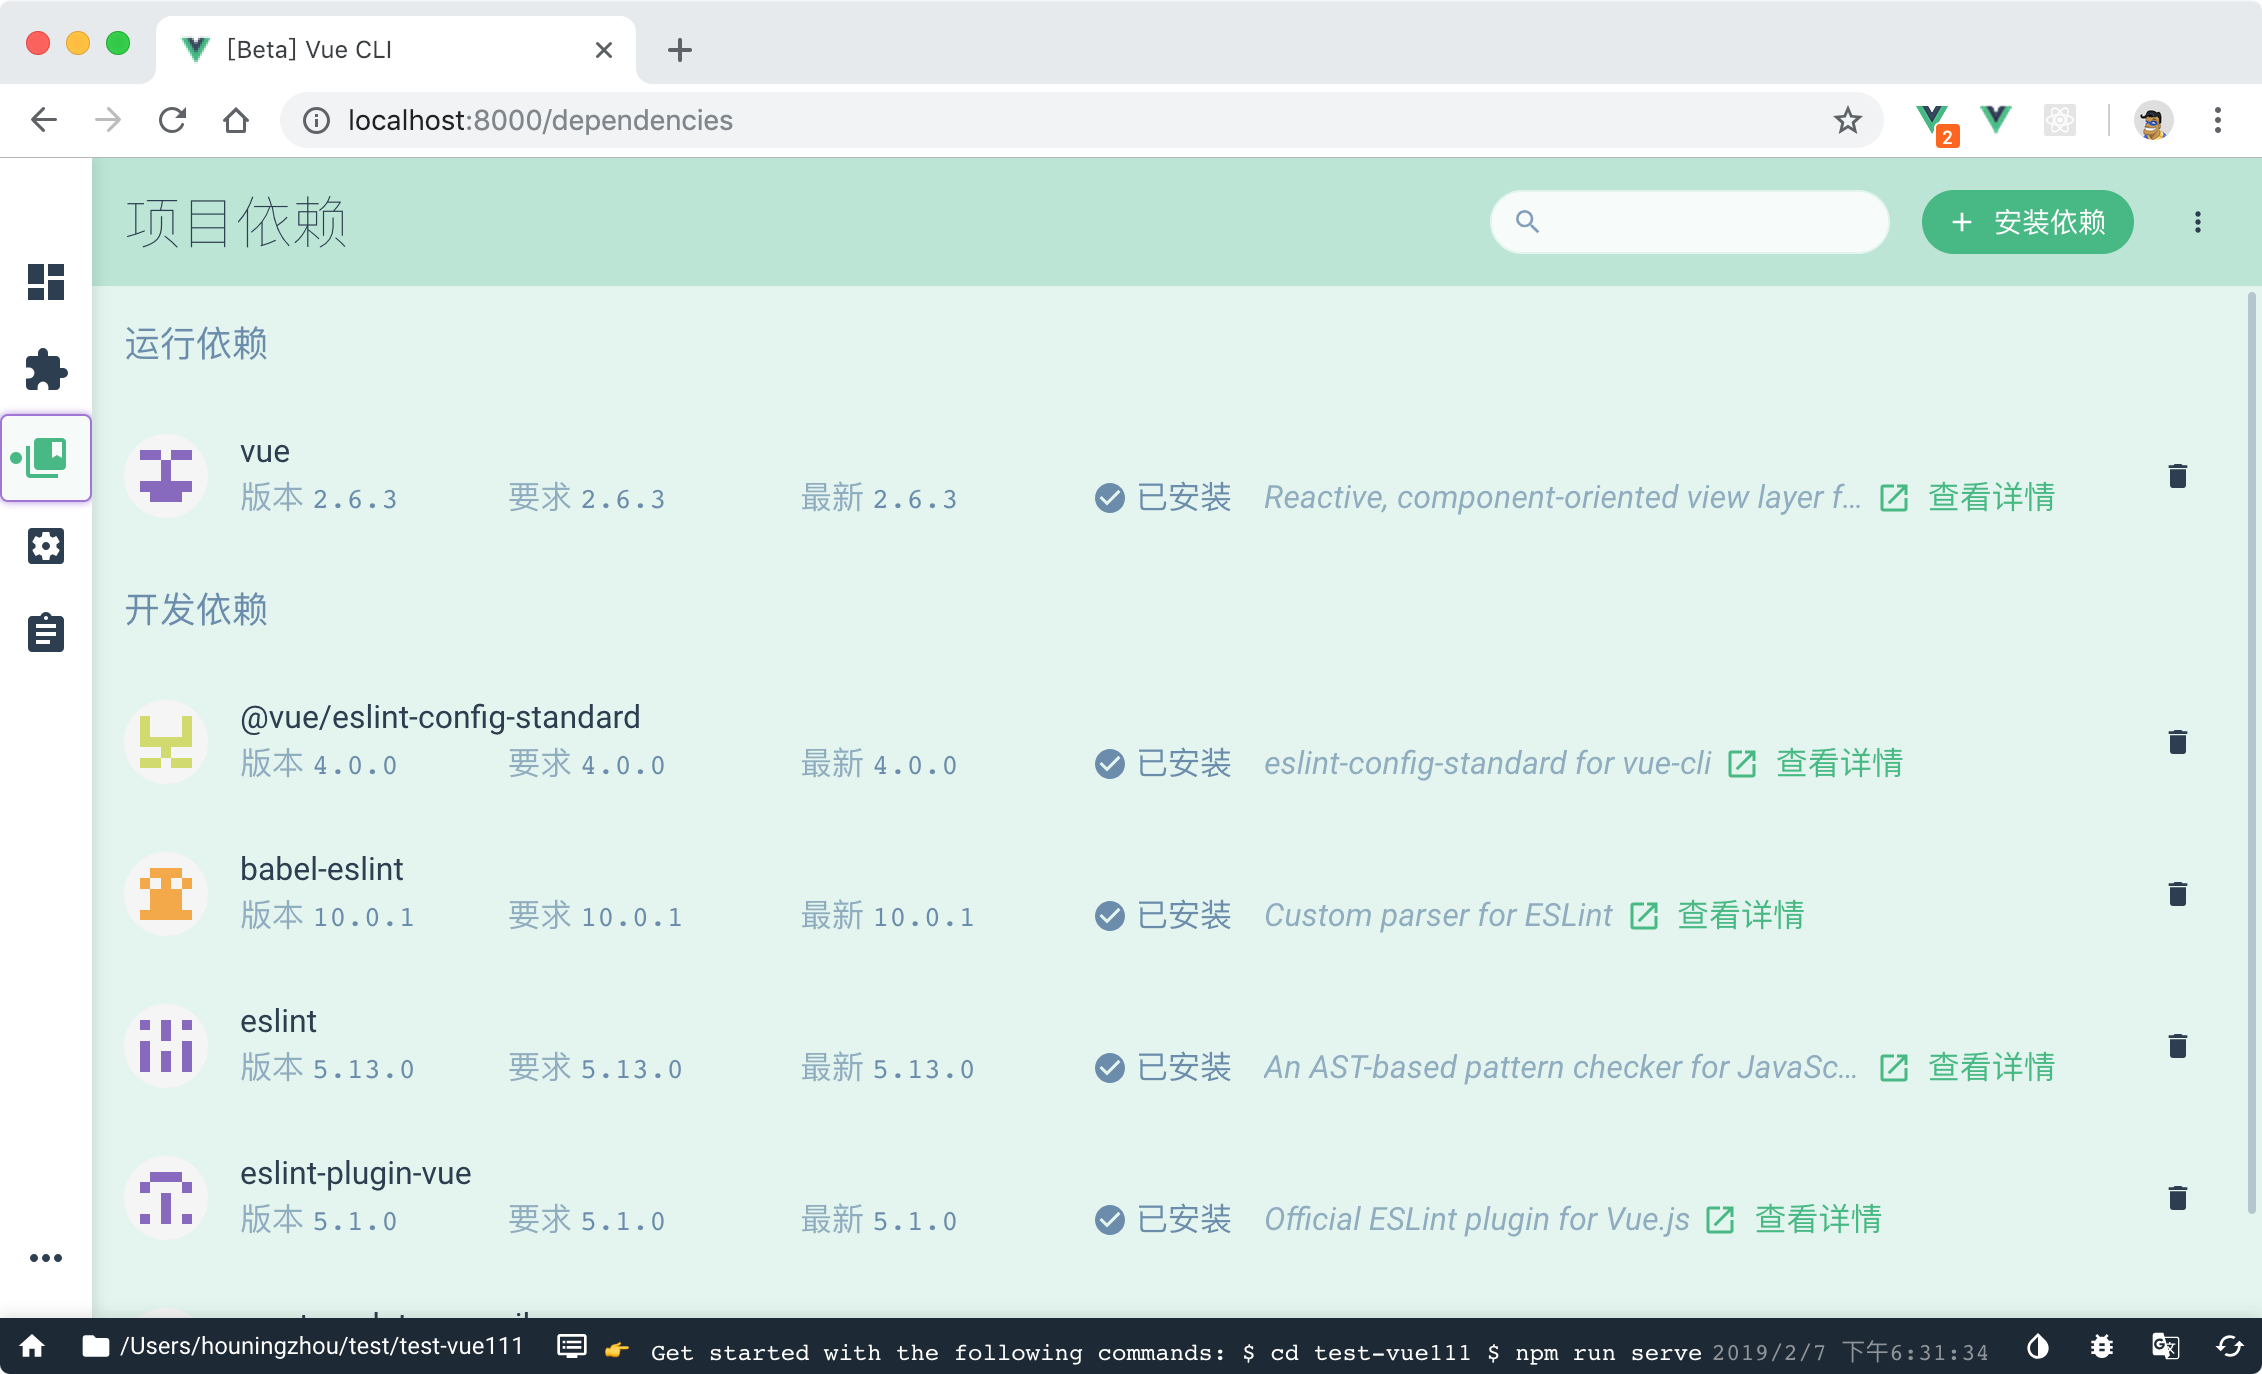 [Beta] Vue CLI
localhost:8000/dependencies
2
项目依赖
安装依赖
运行依赖
vue
版本 2.6.3 要求 2.6.3 最新 2.6.3 已安装 Reactive, component-oriented view layer f... 查看详情
开发依赖
@vue/eslint-config-standard
版本 4.0.0 要求 4.0.0 最新 4.0.0 已安装 eslint-config-standard for vue-cli 查看详情
babel-eslint
版本 10.0.1 要求 10.0.1 最新 10.0.1 已安装 Custom parser for ESLint 查看详情
eslint
版本 5.13.0 要求 5.13.0 最新 5.13.0 已安装 An AST-based pattern checker for JavaSc... 查看详情
eslint-plugin-vue
版本 5.1.0 要求 5.1.0 最新 5.1.0 已安装 Official ESLint plugin for Vue.js 查看详情
/Users/houningzhou/test/test-vue111 👉 Get started with the following commands: $ cd test-vue111 $ npm run serve 2019/2/7 下午6:31:34